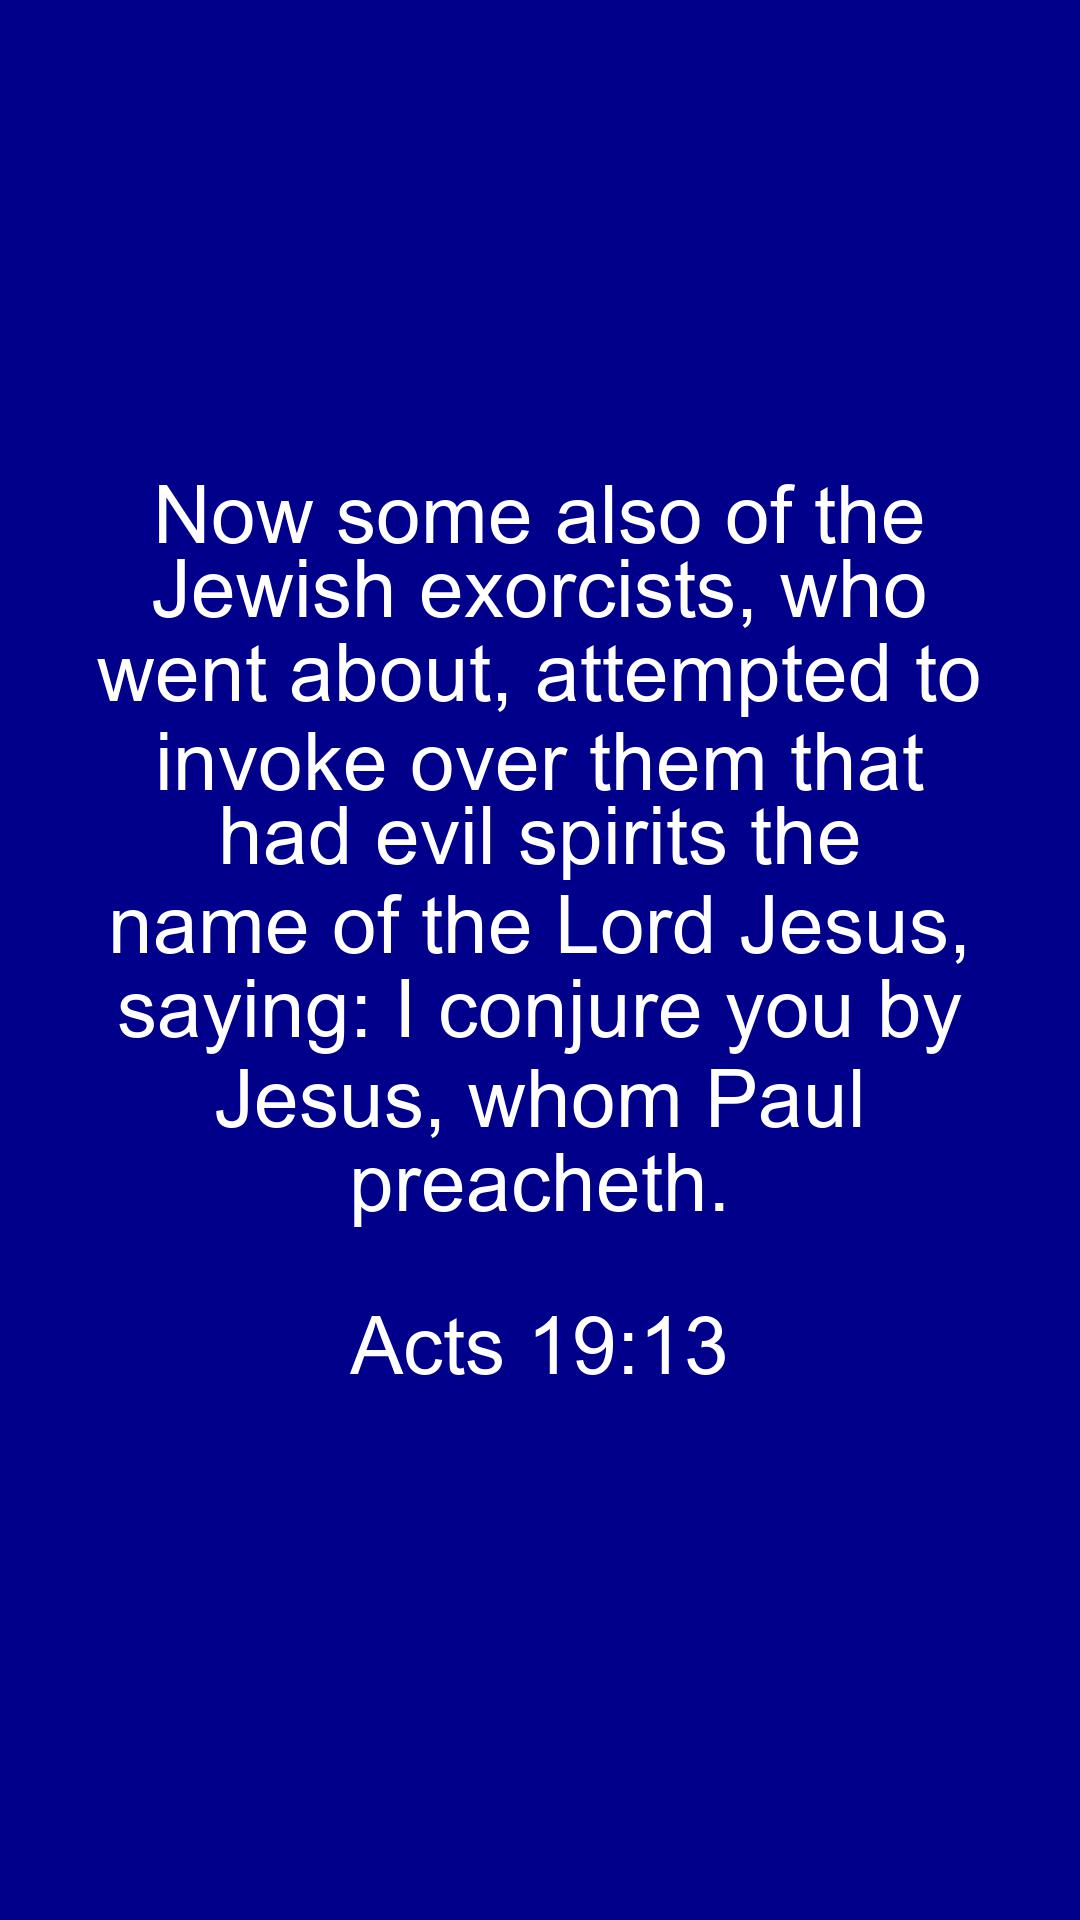 Now some also of the
Jewish exorcists, who
went about, attempted to
invoke over them that
had evil spirits the
name of the Lord Jesus,
saying: I conjure you by
Jesus, whom Paul
preacheth.
Acts 19:13